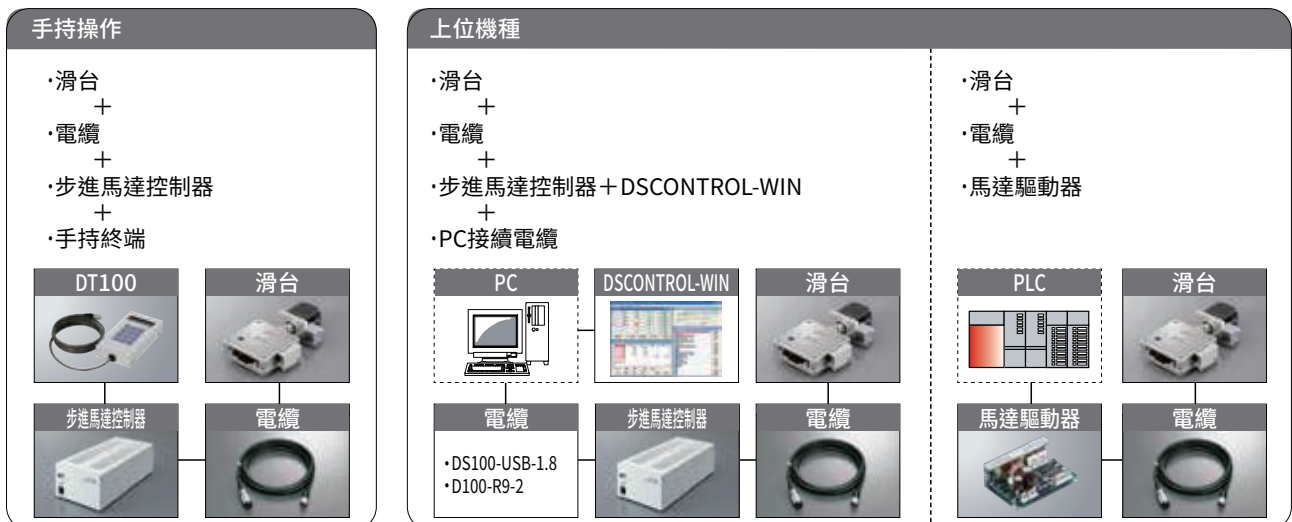 手持操作
･滑台
＋
･電纜
＋
･步進馬達控制器
＋
･手持終端
DT100
滑台
步進馬達控制器
電纜
上位機種
･滑台
＋
･電纜
＋
･步進馬達控制器＋DSCONTROL-WIN
＋
･PC接續電纜
PC
DSCONTROL-WIN
滑台
電纜
･DS100-USB-1.8
･D100-R9-2
步進馬達控制器
電纜
･滑台
＋
･電纜
＋
･馬達驅動器
PLC
滑台
馬達驅動器
電纜